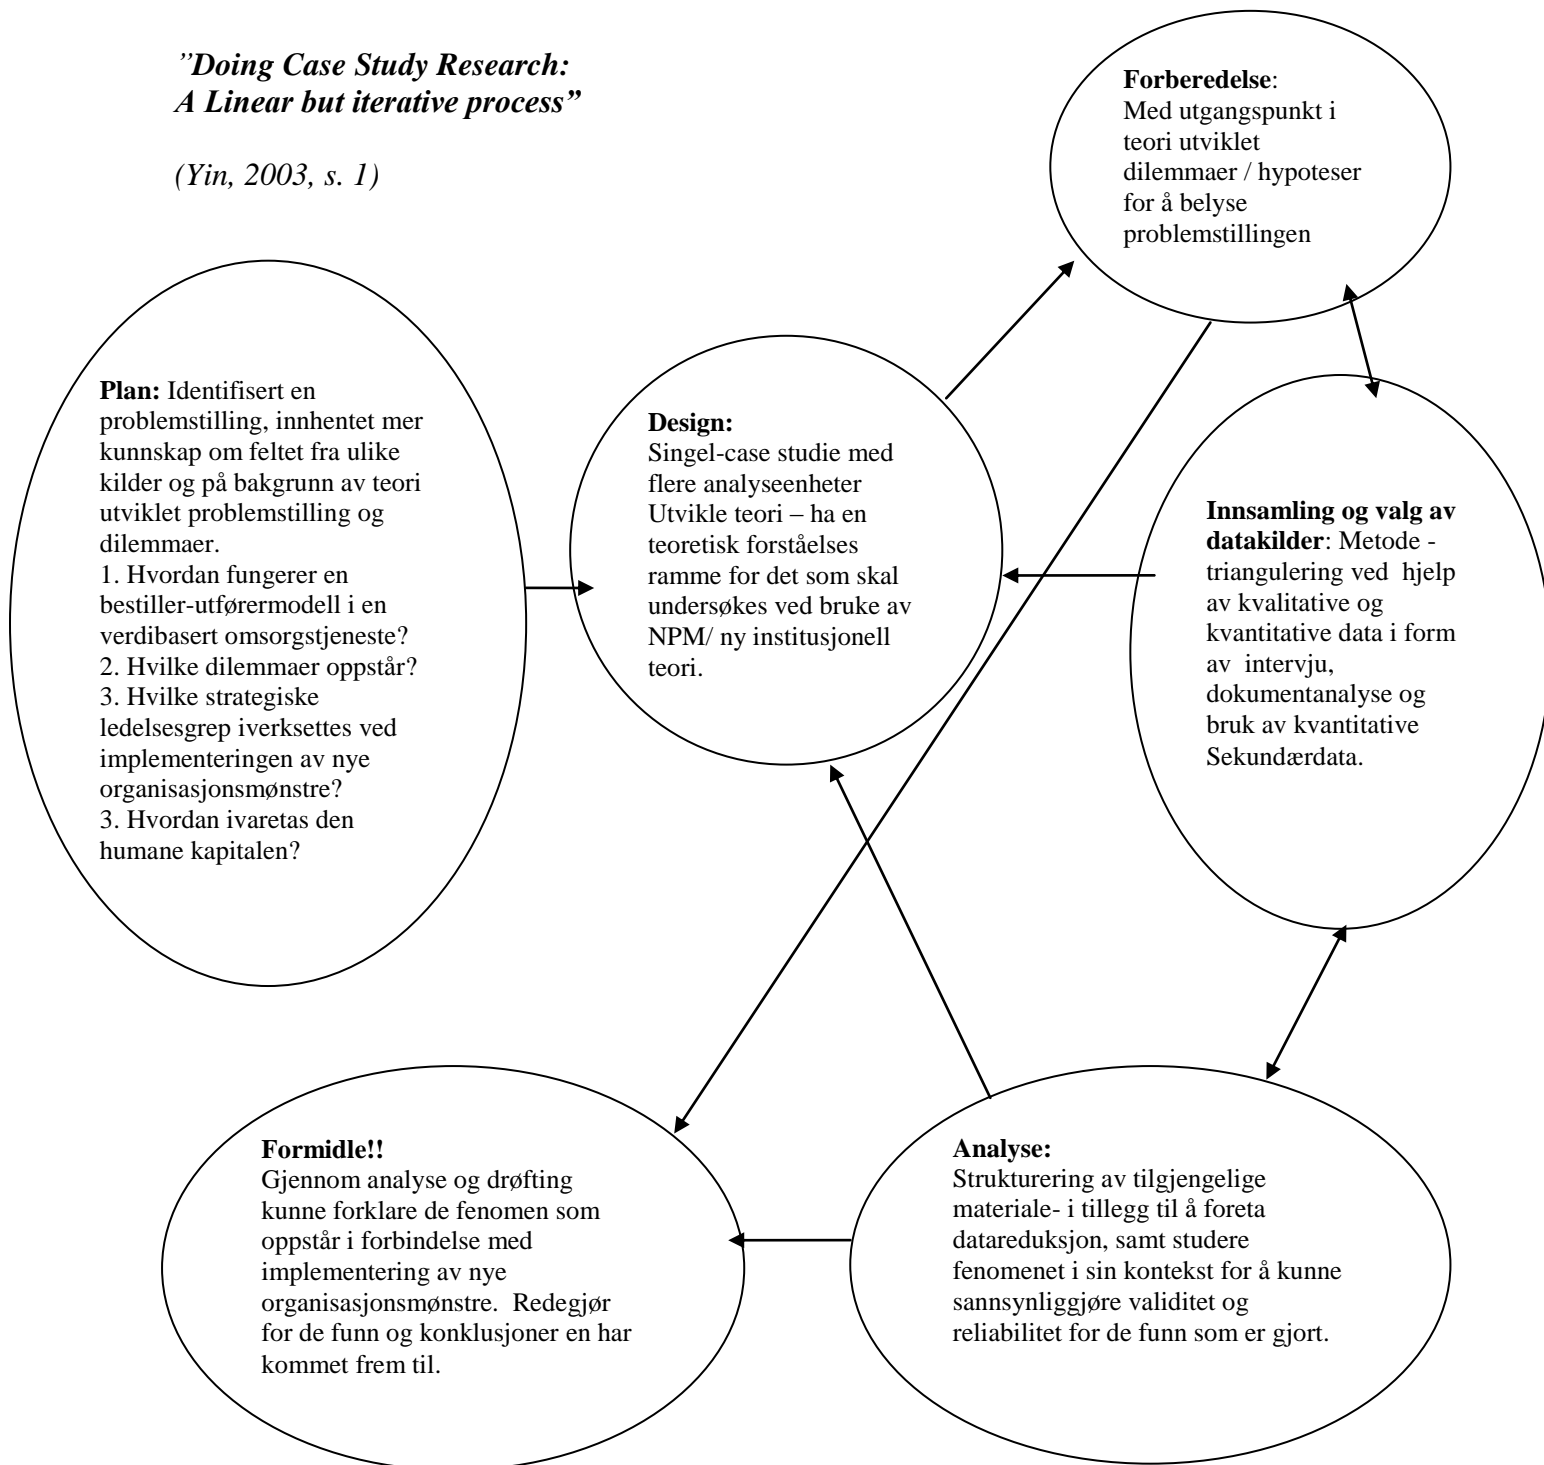 ”Doing Case Study Research:
A Linear but iterative process”
(Yin, 2003, s. 1)
Forberedelse:
Med utgangspunkt i
teori utviklet
dilemmaer / hypoteser
for å belyse
problemstillingen
Plan: Identifisert en
problemstilling, innhentet mer
kunnskap om feltet fra ulike
kilder og på bakgrunn av teori
utviklet problemstilling og
dilemmaer.
1. Hvordan fungerer en
bestiller-utførermodell i en
verdibasert omsorgstjeneste?
2. Hvilke dilemmaer oppstår?
3. Hvilke strategiske
ledelsesgrep iverksettes ved
implementeringen av nye
organisasjonsmønstre?
3. Hvordan ivaretas den
humane kapitalen?
Design:
Singel-case studie med
flere analyseenheter
Utvikle teori – ha en
teoretisk forståelses
ramme for det som skal
undersøkes ved bruke av
NPM/ ny institusjonell
teori.
Innsamling og valg av
datakilder: Metode -
triangulering ved  hjelp
av kvalitative og
kvantitative data i form
av  intervju,
dokumentanalyse og
bruk av kvantitative
Sekundærdata.
Formidle!!
Gjennom analyse og drøfting
kunne forklare de fenomen som
oppstår i forbindelse med
implementering av nye
organisasjonsmønstre.  Redegjør
for de funn og konklusjoner en har
kommet frem til.
Analyse:
Strukturering av tilgjengelige
materiale- i tillegg til å foreta
datareduksjon, samt studere
fenomenet i sin kontekst for å kunne
sannsynliggjøre validitet og
reliabilitet for de funn som er gjort.